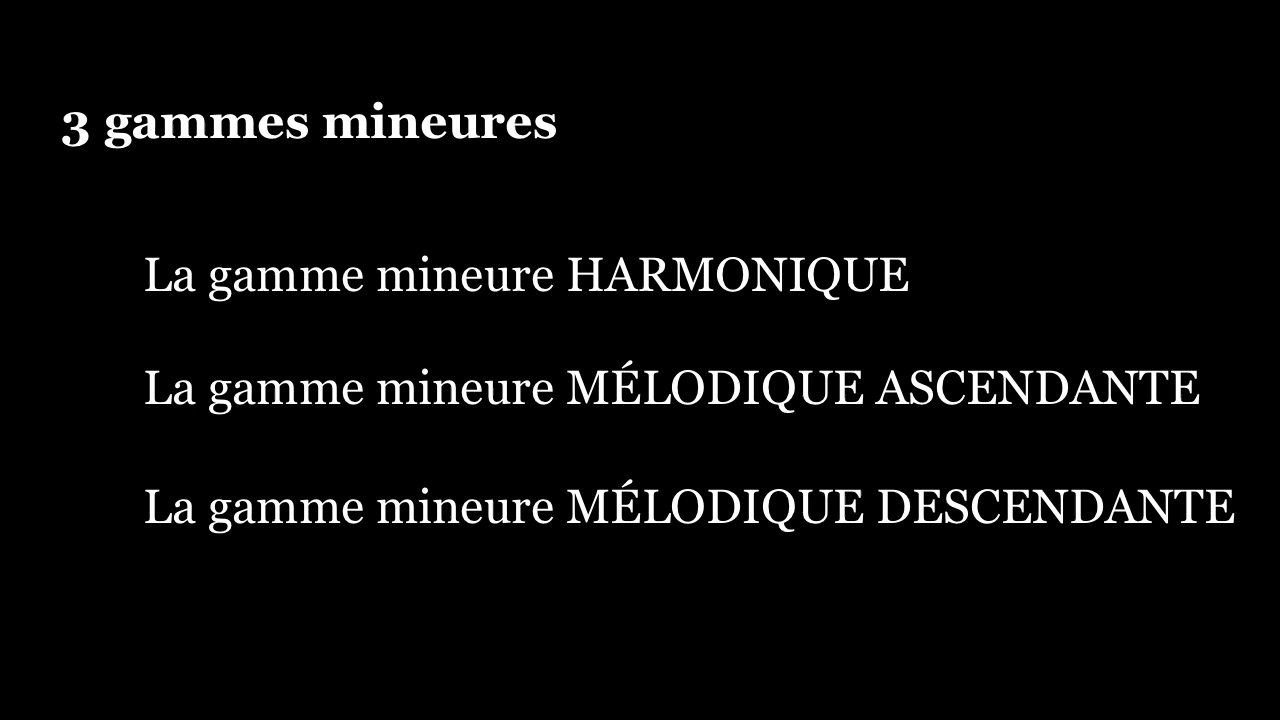 3 gammes mineures
La gamme mineure HARMONIQUE
La gamme mineure MÉLODIQUE ASCENDANTE
La gamme mineure MÉLODIQUE DESCENDANTE